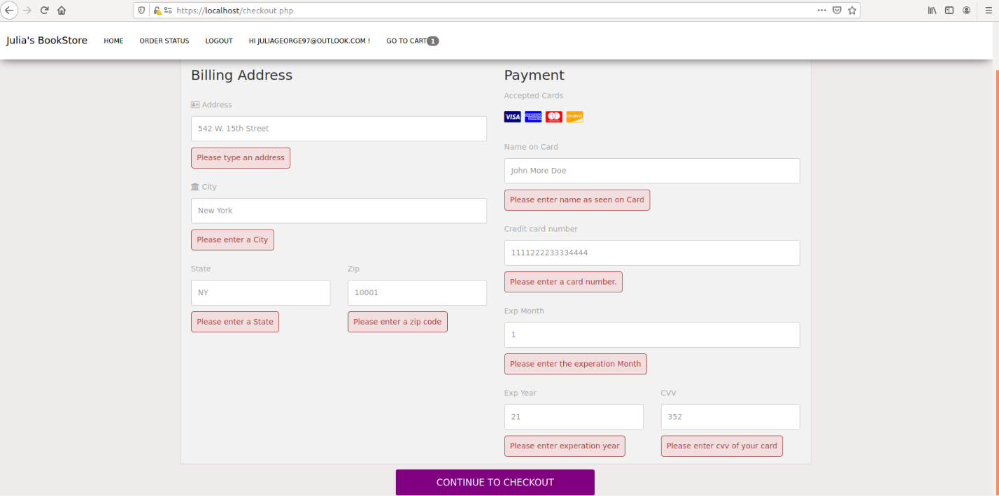 https://localhost/checkout.php
Julia's BookStore HOME ORDER STATUS LOGOUT HI JULIAGEORGE97@OUTLOOK.COM ! GO TO CART 1
Billing Address
Address
542 W. 15th Street
Please type an address
City
New York
Please enter a City
State Zip
NY 10001
Please enter a State Please enter a zip code
Payment
Accepted Cards
VISA DISCOVER
Name on Card
John More Doe
Please enter name as seen on Card
Credit card number
1111222233334444
Please enter a card number.
Exp Month
1
Please enter the experation Month
Exp Year CVV
21 352
Please enter experation year Please enter cvv of your card
CONTINUE TO CHECKOUT